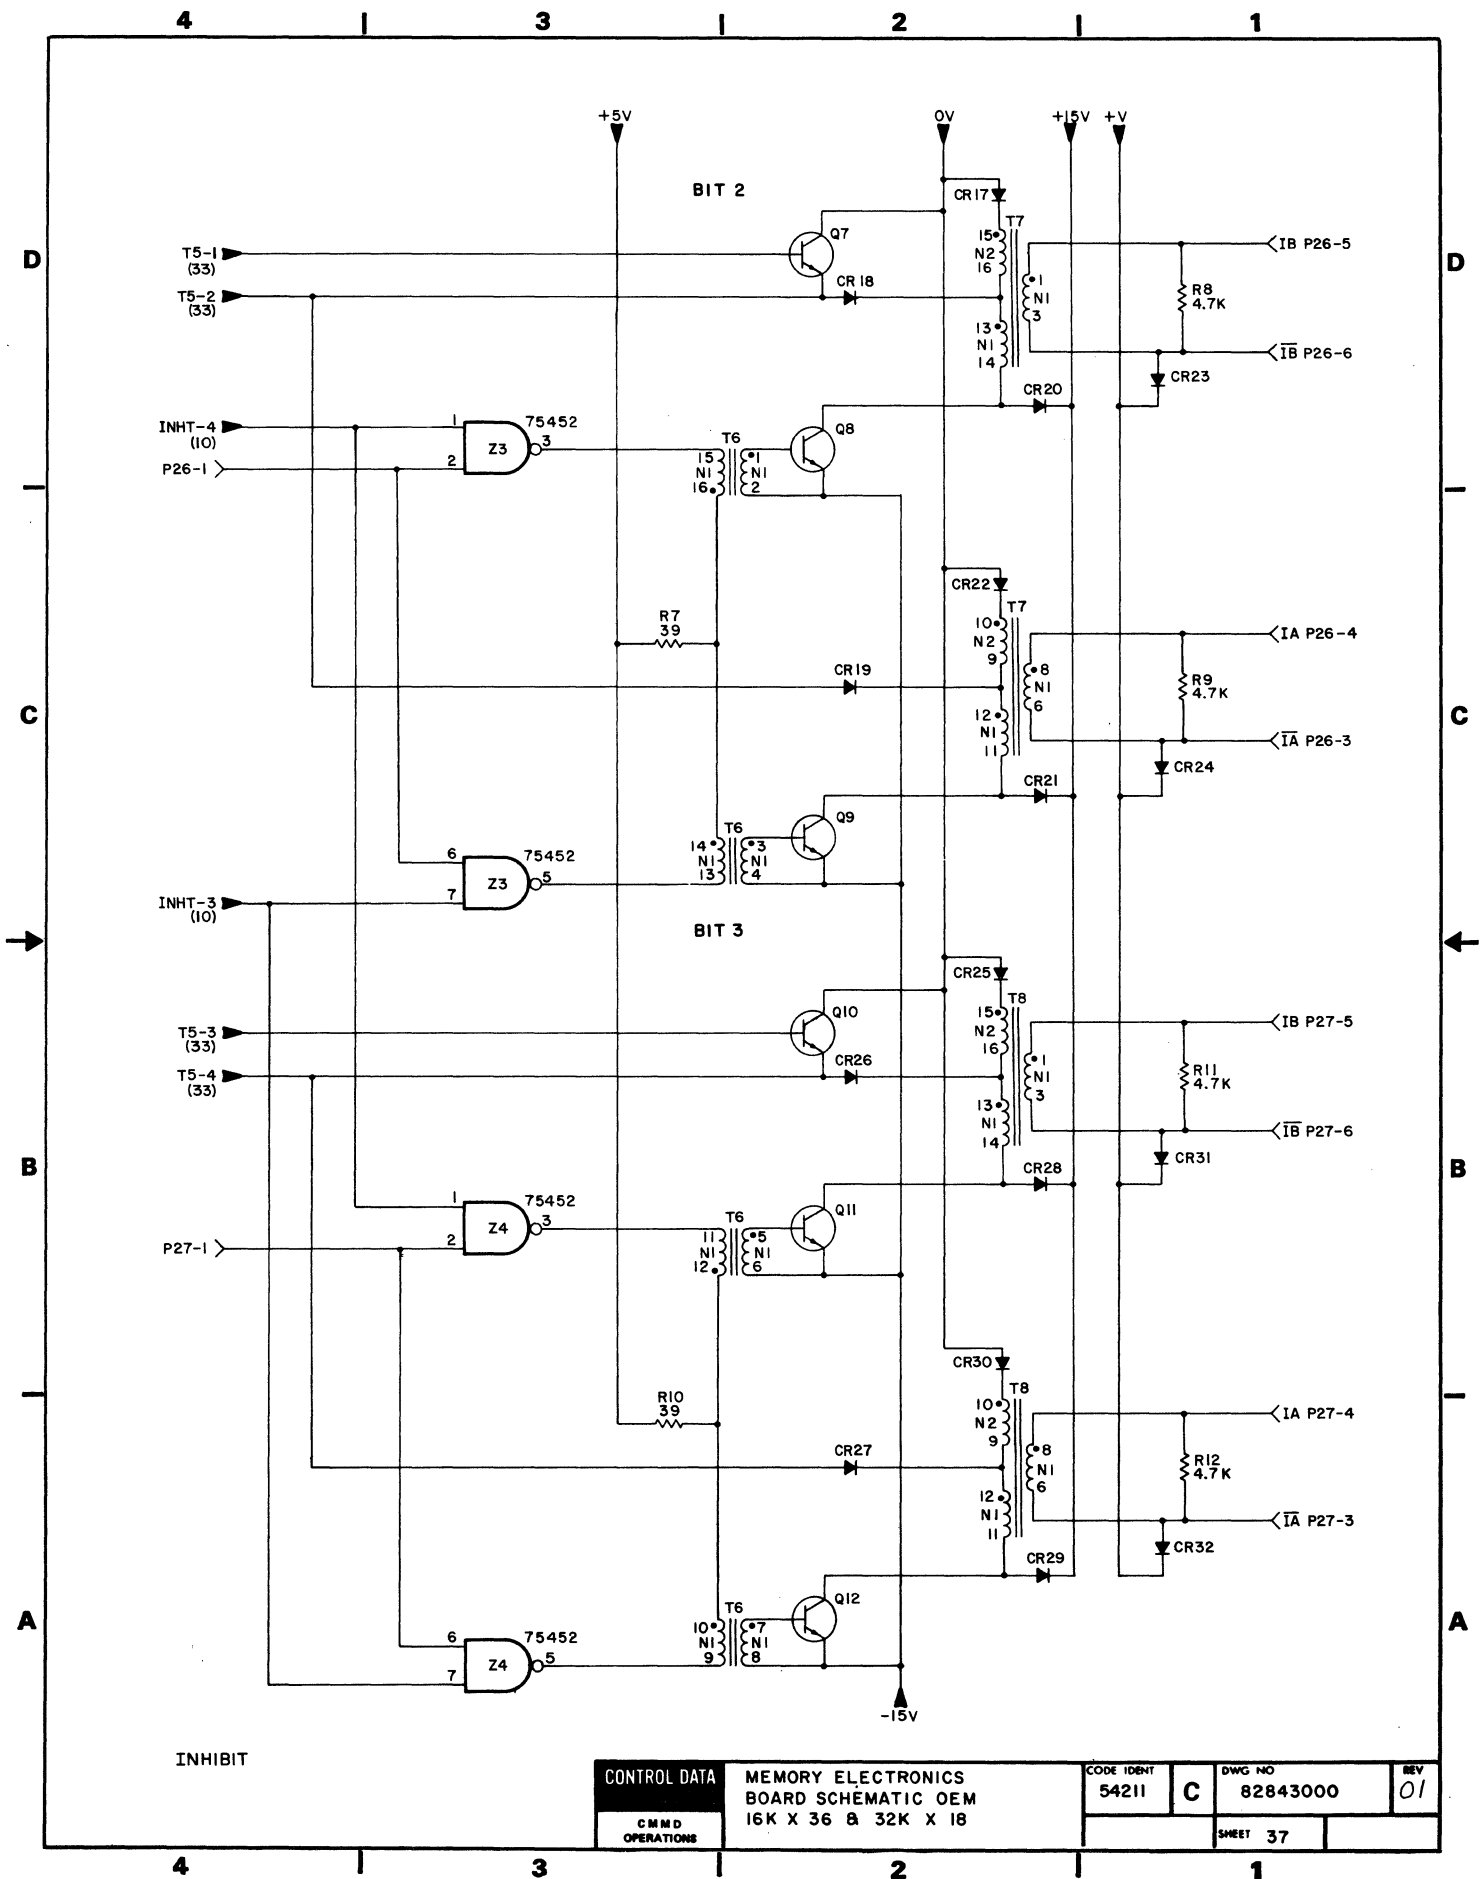 4 3 2 1
+5V 0V +15V +V
BIT 2
CR17
T7
D D
Q7
15
N2
16
IB P26-5
T5-1
(33)
1
N1
3
R8
4.7K
CR18
T5-2
(33)
13
N1
14
IB P26-6
CR23
CR20
INHT-4
(10)
1
75452
Z3
3
2
T6
15
N1
16
1
N1
2
Q8
P26-1
CR22
T7
R7
39
10
N2
9
IA P26-4
CR19
8
N1
6
R9
4.7K
C C
12
N1
11
IA P26-3
CR24
CR21
Q9
T6
14
N1
13
3
N1
4
6
75452
Z3
5
7
INHT-3
(10)
BIT 3
CR25
T8
Q10
15
N2
16
IB P27-5
T5-3
(33)
CR26
1
N1
3
R11
4.7K
T5-4
(33)
13
N1
14
IB P27-6
CR31
B B
CR28
1
75452
Z4
3
2
T6
11
N1
12
5
N1
6
Q11
P27-1
CR30
T8
R10
39
10
N2
9
IA P27-4
CR27
8
N1
6
R12
4.7K
12
N1
11
IA P27-3
CR32
CR29
Q12
T6
10
N1
9
7
N1
8
A A
6
75452
Z4
5
7
-15V
INHIBIT
CONTROL DATA
CMMD
OPERATIONS
MEMORY ELECTRONICS
BOARD SCHEMATIC OEM
16K X 36 & 32K X 18
CODE IDENT
54211
C
DWG NO
82843000
REV
01
SHEET 37
4 3 2 1